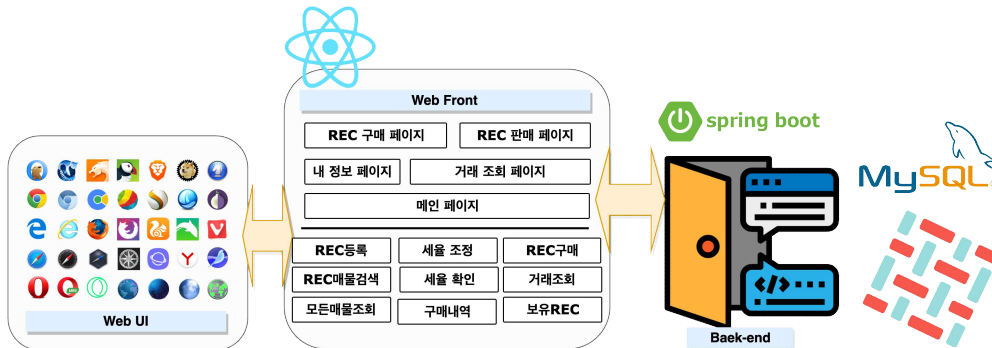 Web Front
REC 구매 페이지
REC 판매 페이지
내 정보 페이지
거래 조회 페이지
메인 페이지
REC등록
세율 조정
REC구매
REC매물검색
세율 확인
거래조회
모든매물조회
구매내역
보유REC
Web UI
spring boot
MySQL
</>
Baek-end